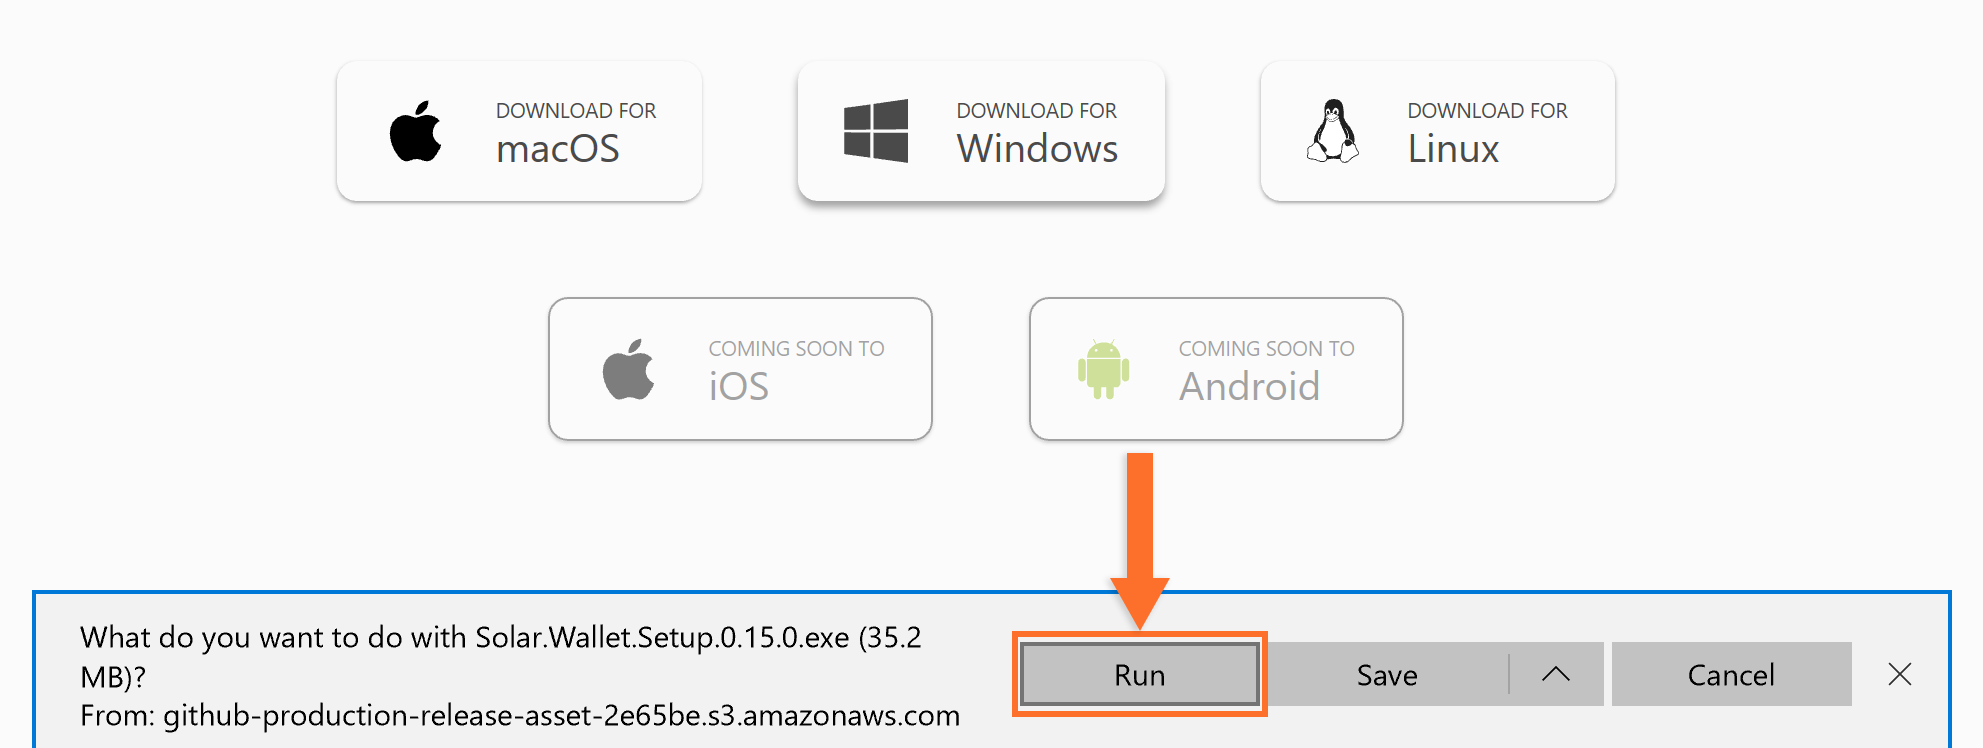 DOWNLOAD FOR
macOS
DOWNLOAD FOR
Windows
DOWNLOAD FOR
Linux
COMING SOON TO
iOS
COMING SOON TO
Android
What do you want to do with Solar.Wallet.Setup.0.15.0.exe (35.2
MB)?
From: github-production-release-asset-2e65be.s3.amazonaws.com
Run
Save
Cancel